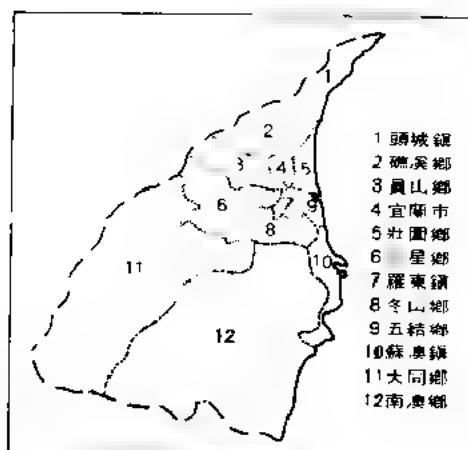 1
2
3 4 5
6 7 9
8
10
11
12
1 頭城鎮
2 礁溪鄉
3 員山鄉
4 宜蘭市
5 壯圍鄉
6 星鄉
7 羅東鎮
8 冬山鄉
9 五結鄉
10 蘇澳鎮
11 大同鄉
12 南澳鄉